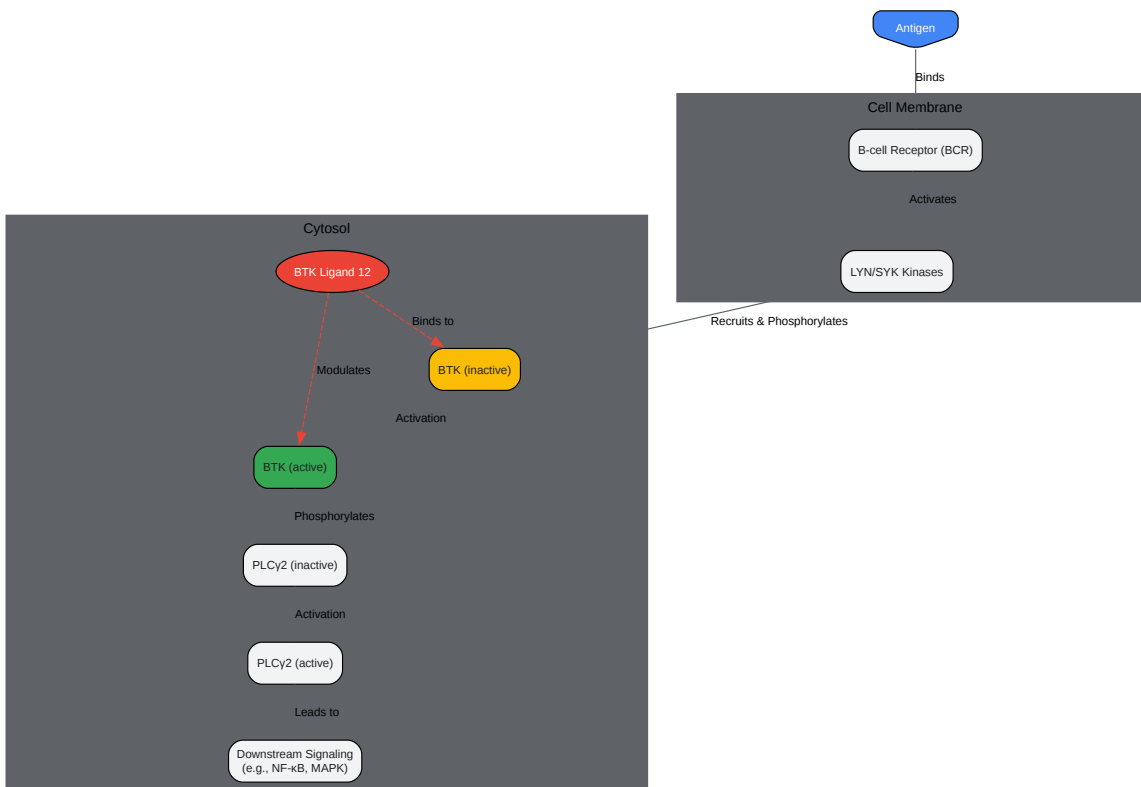 Antigen
Binds
Cell Membrane
B-cell Receptor (BCR)
Activates
LYN/SYK Kinases
Recruits & Phosphorylates
Cytosol
BTK Ligand 12
Binds to
BTK (inactive)
Modulates
Activation
BTK (active)
Phosphorylates
PLCγ2 (inactive)
Activation
PLCγ2 (active)
Leads to
Downstream Signaling
(e.g., NF-κB, MAPK)